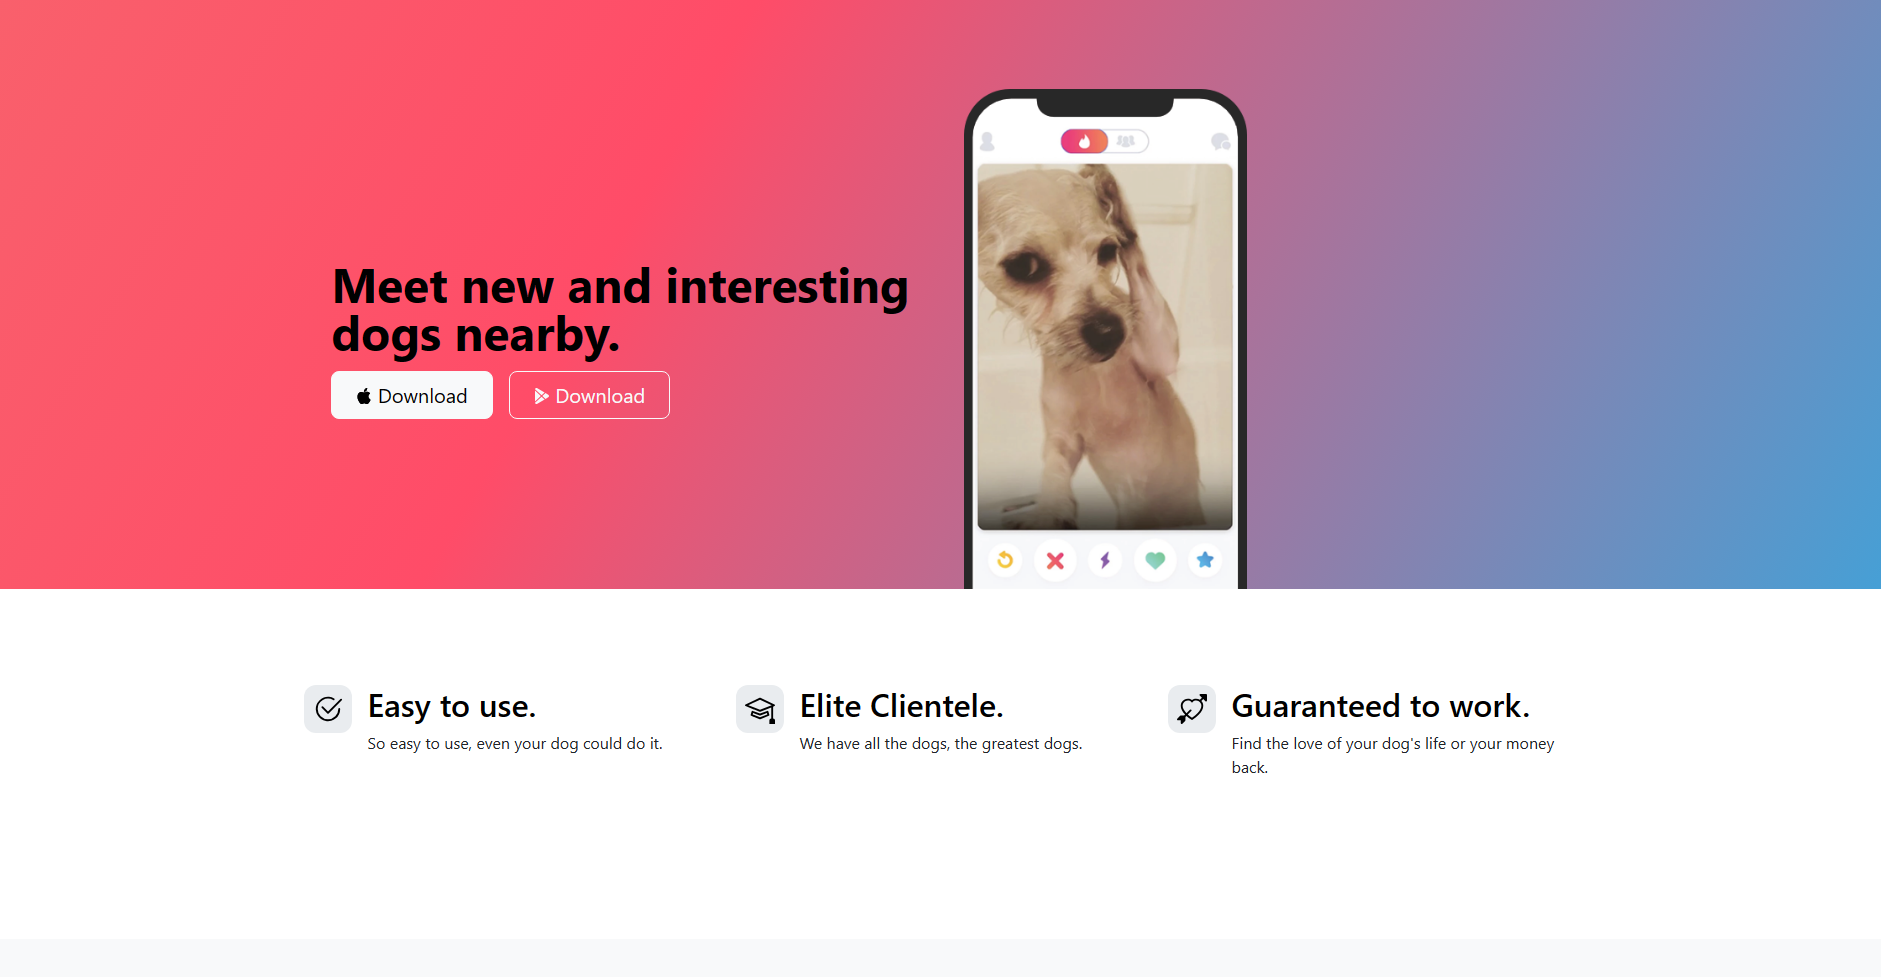 Meet new and interesting
dogs nearby.
Download
Download
Easy to use.
So easy to use, even your dog could do it.
Elite Clientele.
We have all the dogs, the greatest dogs.
Guaranteed to work.
Find the love of your dog's life or your money
back.